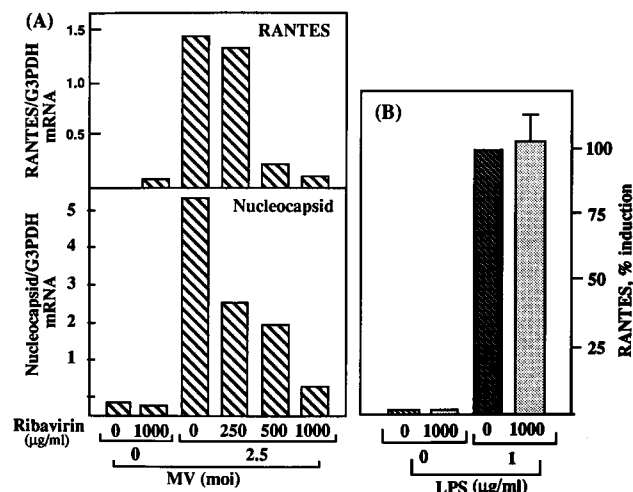 (A)
RANTES
RANTES/G3PDH
mRNA
1.5
1.0
0.5
Nucleocapsid
Nucleocapsid/G3PDH
mRNA
5
4
3
2
1
Ribavirin
(μg/ml)
0 1000 0 250 500 1000
0 2.5
MV (moi)
(B)
100
75
50
25
RANTES, % induction
0 1000 0 1000
0 1
LPS (μg/ml)